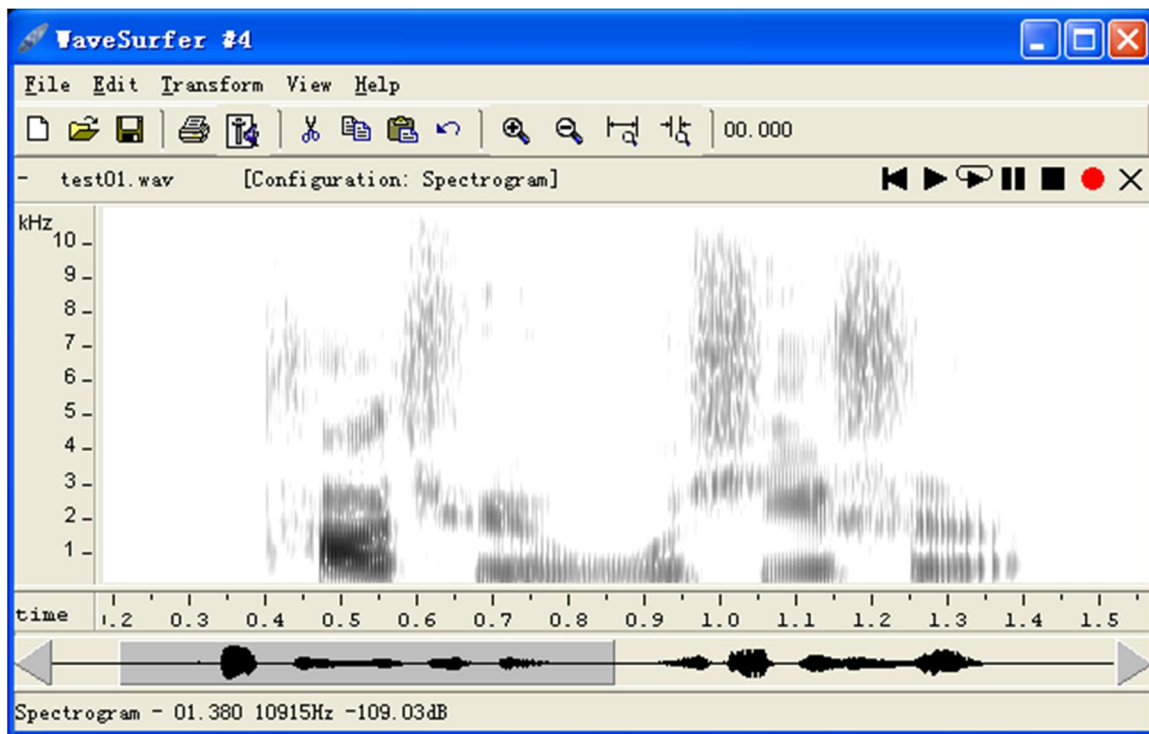 WaveSurfer #4
File Edit Transform View Help
00.000
- test01.wav [Configuration: Spectrogram]
kHz
10
9
8
7
6
5
4
3
2
1
time 1.2 0.3 0.4 0.5 0.6 0.7 0.8 0.9 1.0 1.1 1.2 1.3 1.4 1.5
Spectrogram - 01.380 10915Hz -109.03dB